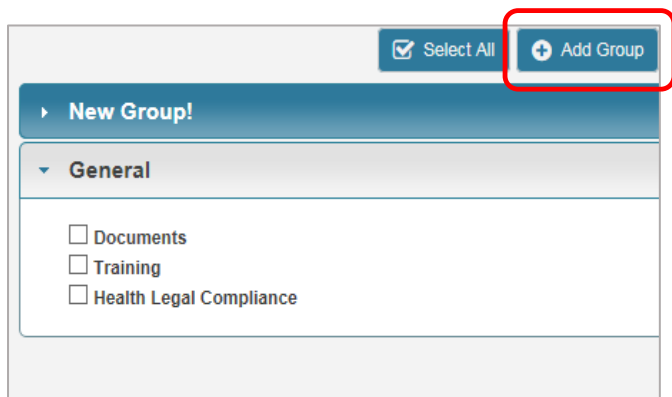 Select All
Add Group
New Group!
General
Documents
Training
Health Legal Compliance